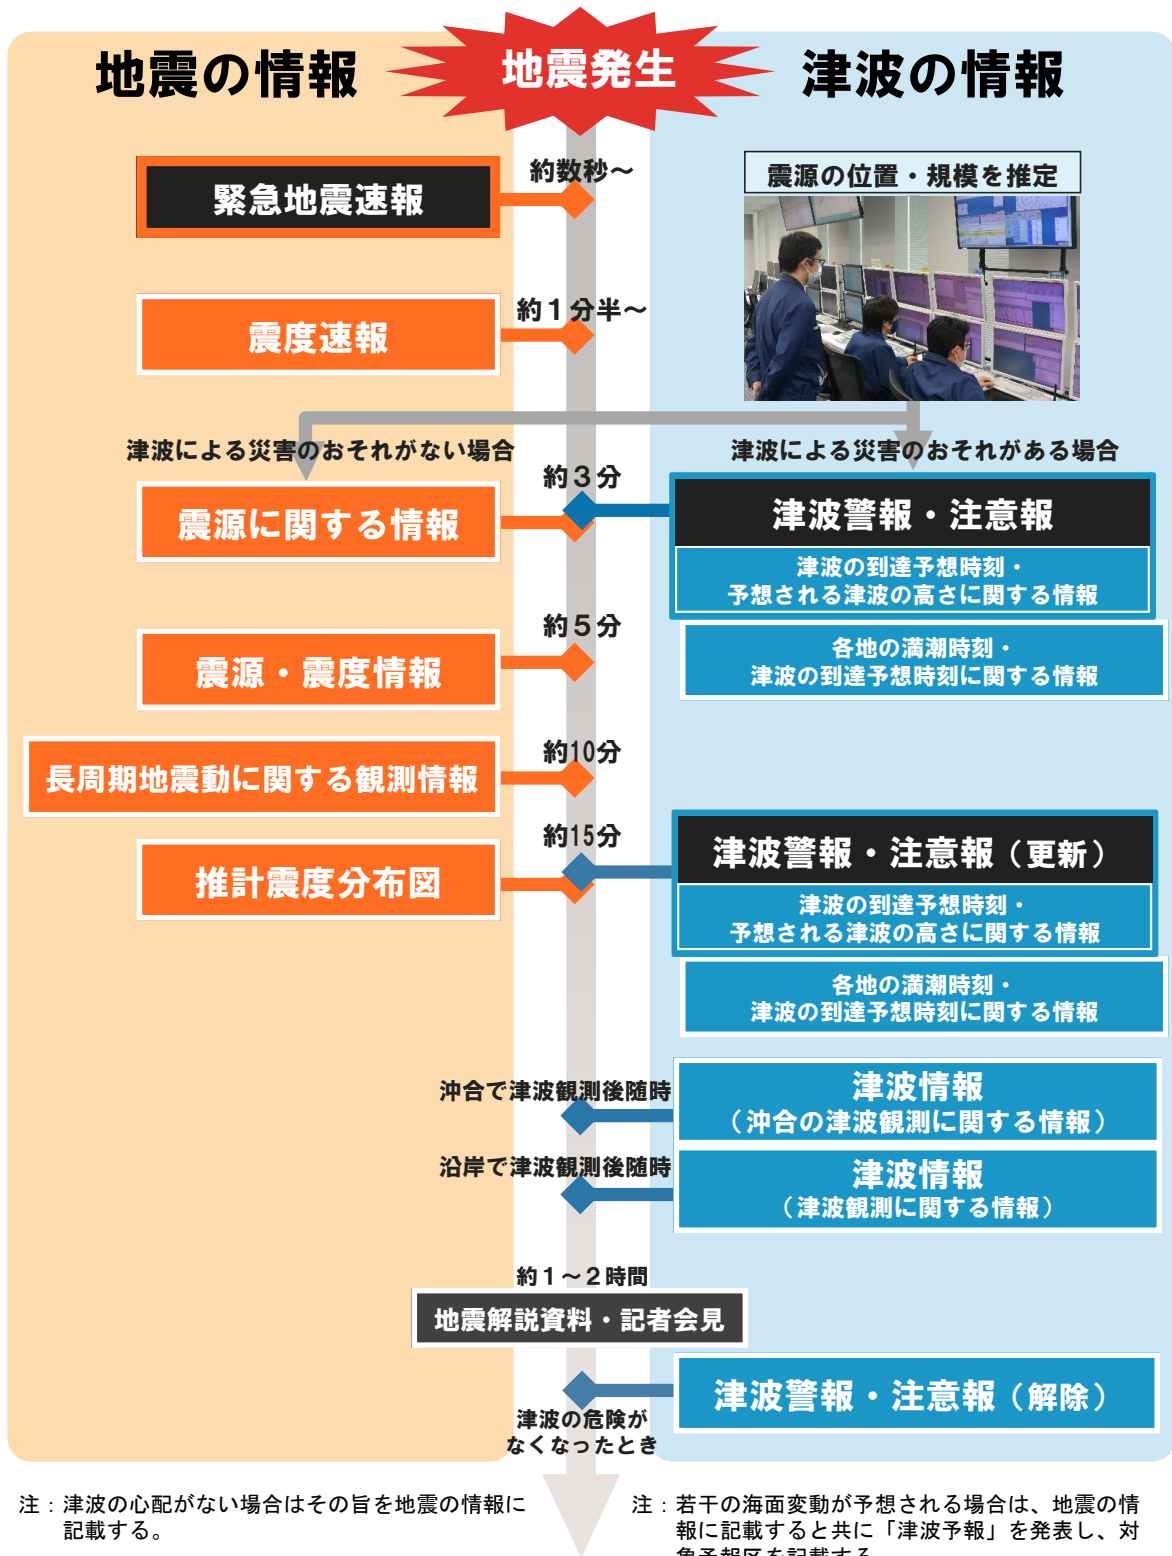 地震の情報
地震発生
津波の情報
約数秒～
緊急地震速報
震源の位置・規模を推定
約１分半～
震度速報
津波による災害のおそれがない場合
津波による災害のおそれがある場合
約３分
震源に関する情報
津波警報・注意報
津波の到達予想時刻・
予想される津波の高さに関する情報
各地の満潮時刻・
津波の到達予想時刻に関する情報
約５分
震源・震度情報
約10分
長周期地震動に関する観測情報
約15分
推計震度分布図
津波警報・注意報（更新）
津波の到達予想時刻・
予想される津波の高さに関する情報
各地の満潮時刻・
津波の到達予想時刻に関する情報
沖合で津波観測後随時
津波情報
（沖合の津波観測に関する情報）
沿岸で津波観測後随時
津波情報
（津波観測に関する情報）
約１～２時間
地震解説資料・記者会見
津波警報・注意報（解除）
津波の危険が
なくなったとき
注：津波の心配がない場合はその旨を地震の情報に
記載する。
注：若干の海面変動が予想される場合は、地震の情
報に記載すると共に「津波予報」を発表し、対
象予報区を記載する。